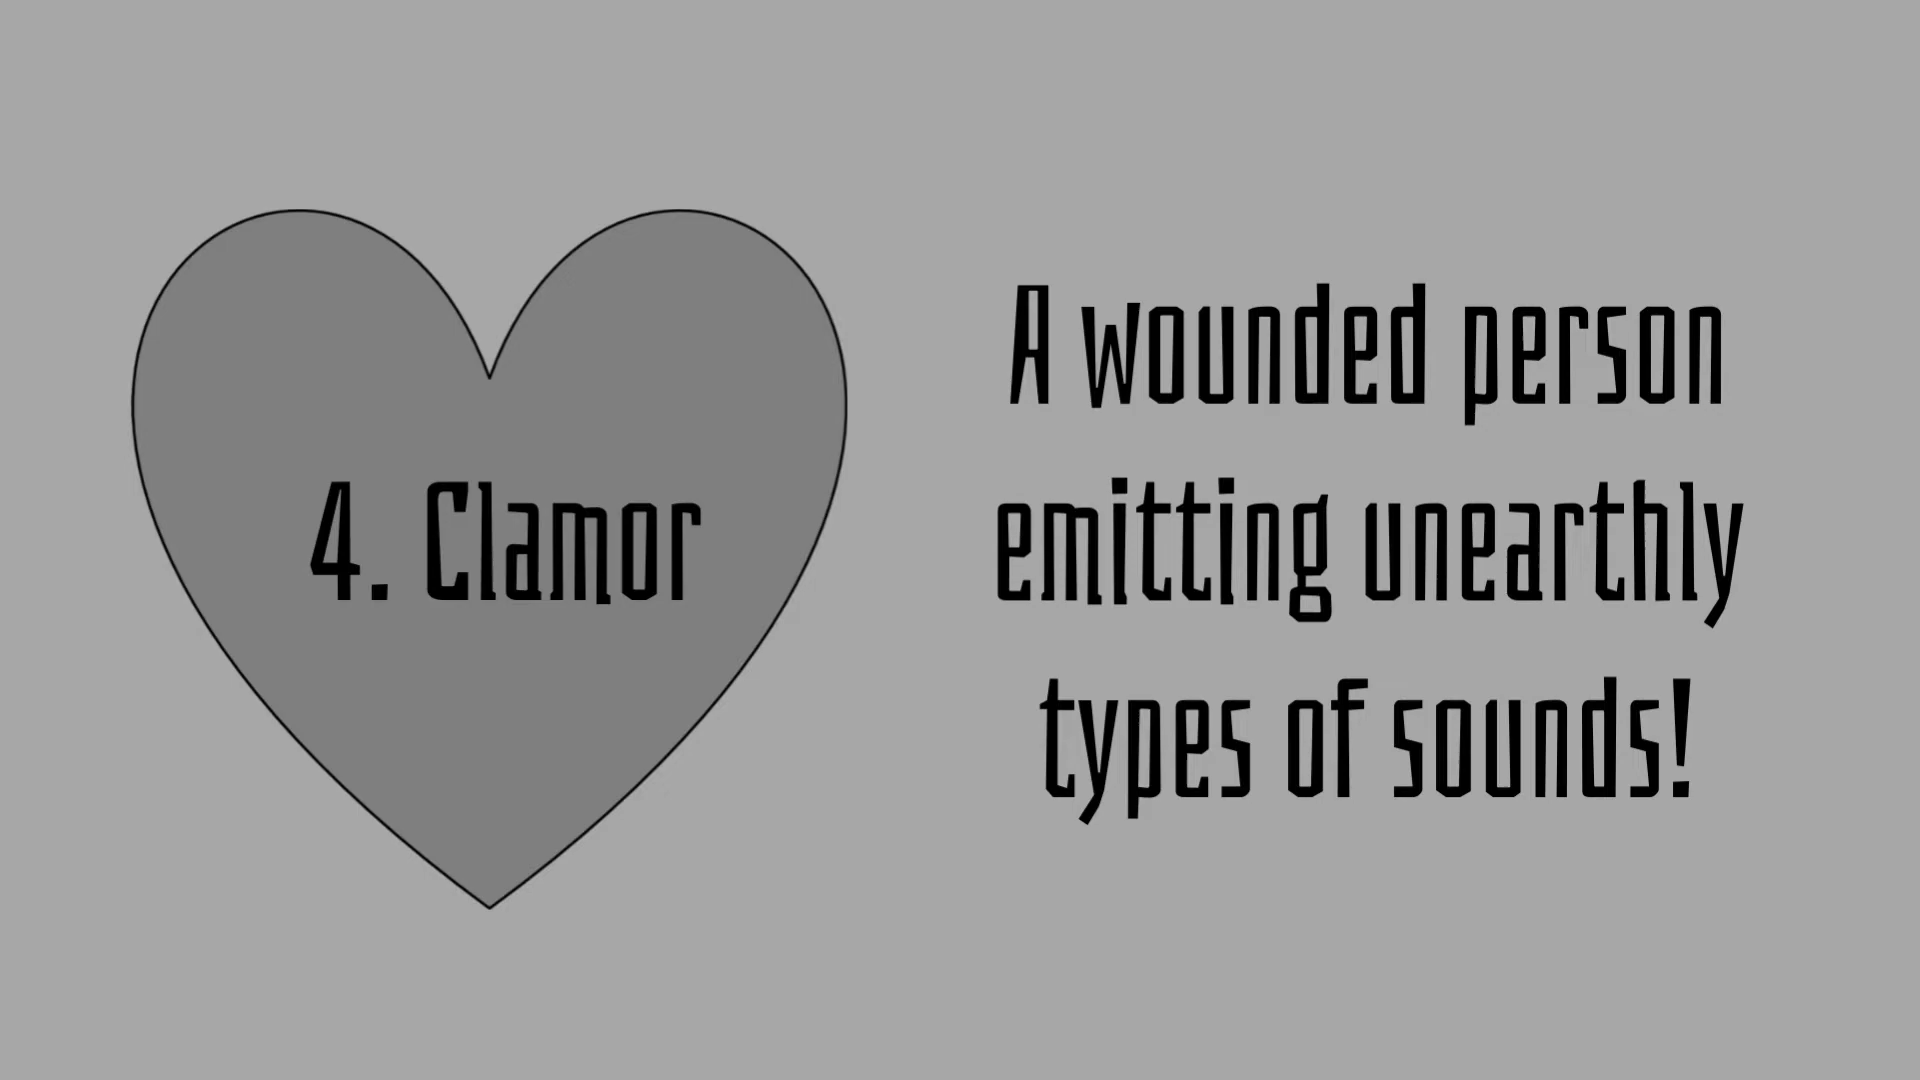 4. Clamor
A wounded person
emitting unearthly
types of sounds!